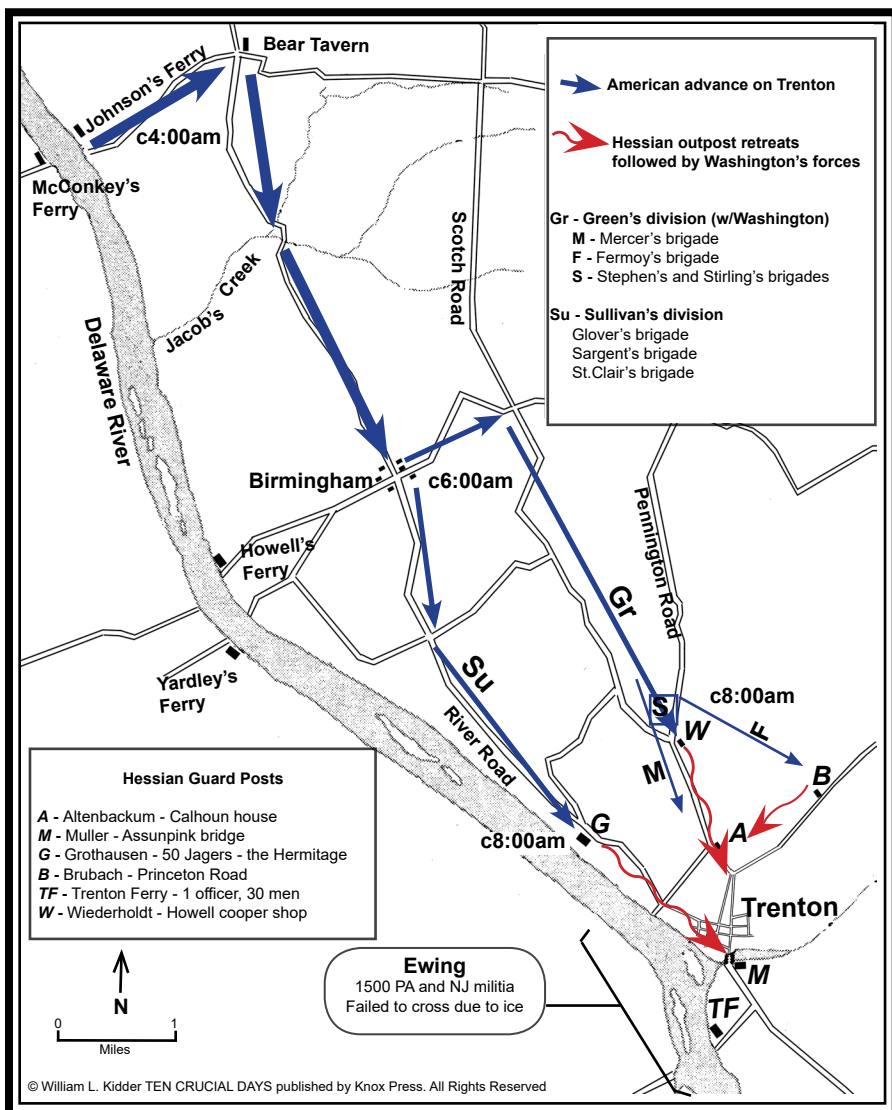 Bear Tavern
Johnson's Ferry
c4:00am
McConkey's
Ferry
American advance on Trenton
Hessian outpost retreats
followed by Washington's forces
Gr - Green's division (w/Washington)
M - Mercer's brigade
F - Fermoy's brigade
S - Stephen's and Stirling's brigades
Su - Sullivan's division
Glover's brigade
Sargent's brigade
St.Clair's brigade
Scotch Road
Jacob's Creek
Delaware River
Birmingham
c6:00am
Howell's
Ferry
Pennington Road
Gr
Yardley's
Ferry
Su
River Road
c8:00am
S
W
F
M
B
Hessian Guard Posts
A - Altenbackum - Calhoun house
M - Muller - Assunpink bridge
G - Grothausen - 50 Jagers - the Hermitage
B - Brubach - Princeton Road
TF - Trenton Ferry - 1 officer, 30 men
W - Wiederholdt - Howell cooper shop
c8:00am
G
A
Trenton
M
TF
Ewing
1500 PA and NJ militia
Failed to cross due to ice
N
0 1
Miles
© William L. Kidder TEN CRUCIAL DAYS published by Knox Press. All Rights Reserved